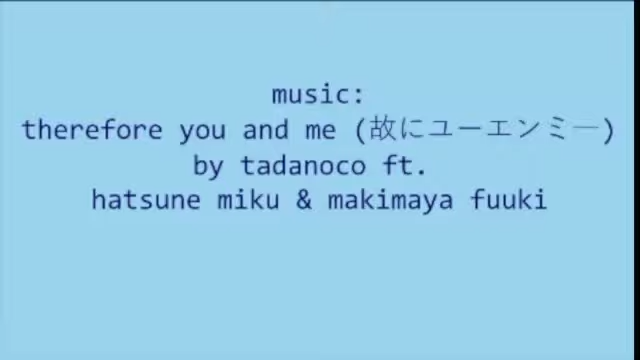 music:
therefore you and me (故にユーエンミー)
by tadanoco ft.
hatsune miku & makimaya fuuki